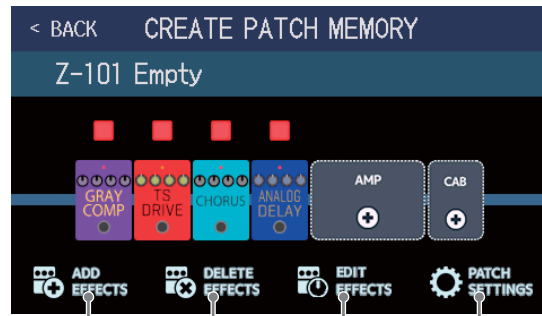 < BACK CREATE PATCH MEMORY
Z-101 Empty
GRAY
COMP
TS
DRIVE
CHORUS
ANALOG
DELAY
AMP
CAB
ADD
EFFECTS
DELETE
EFFECTS
EDIT
EFFECTS
PATCH
SETTINGS